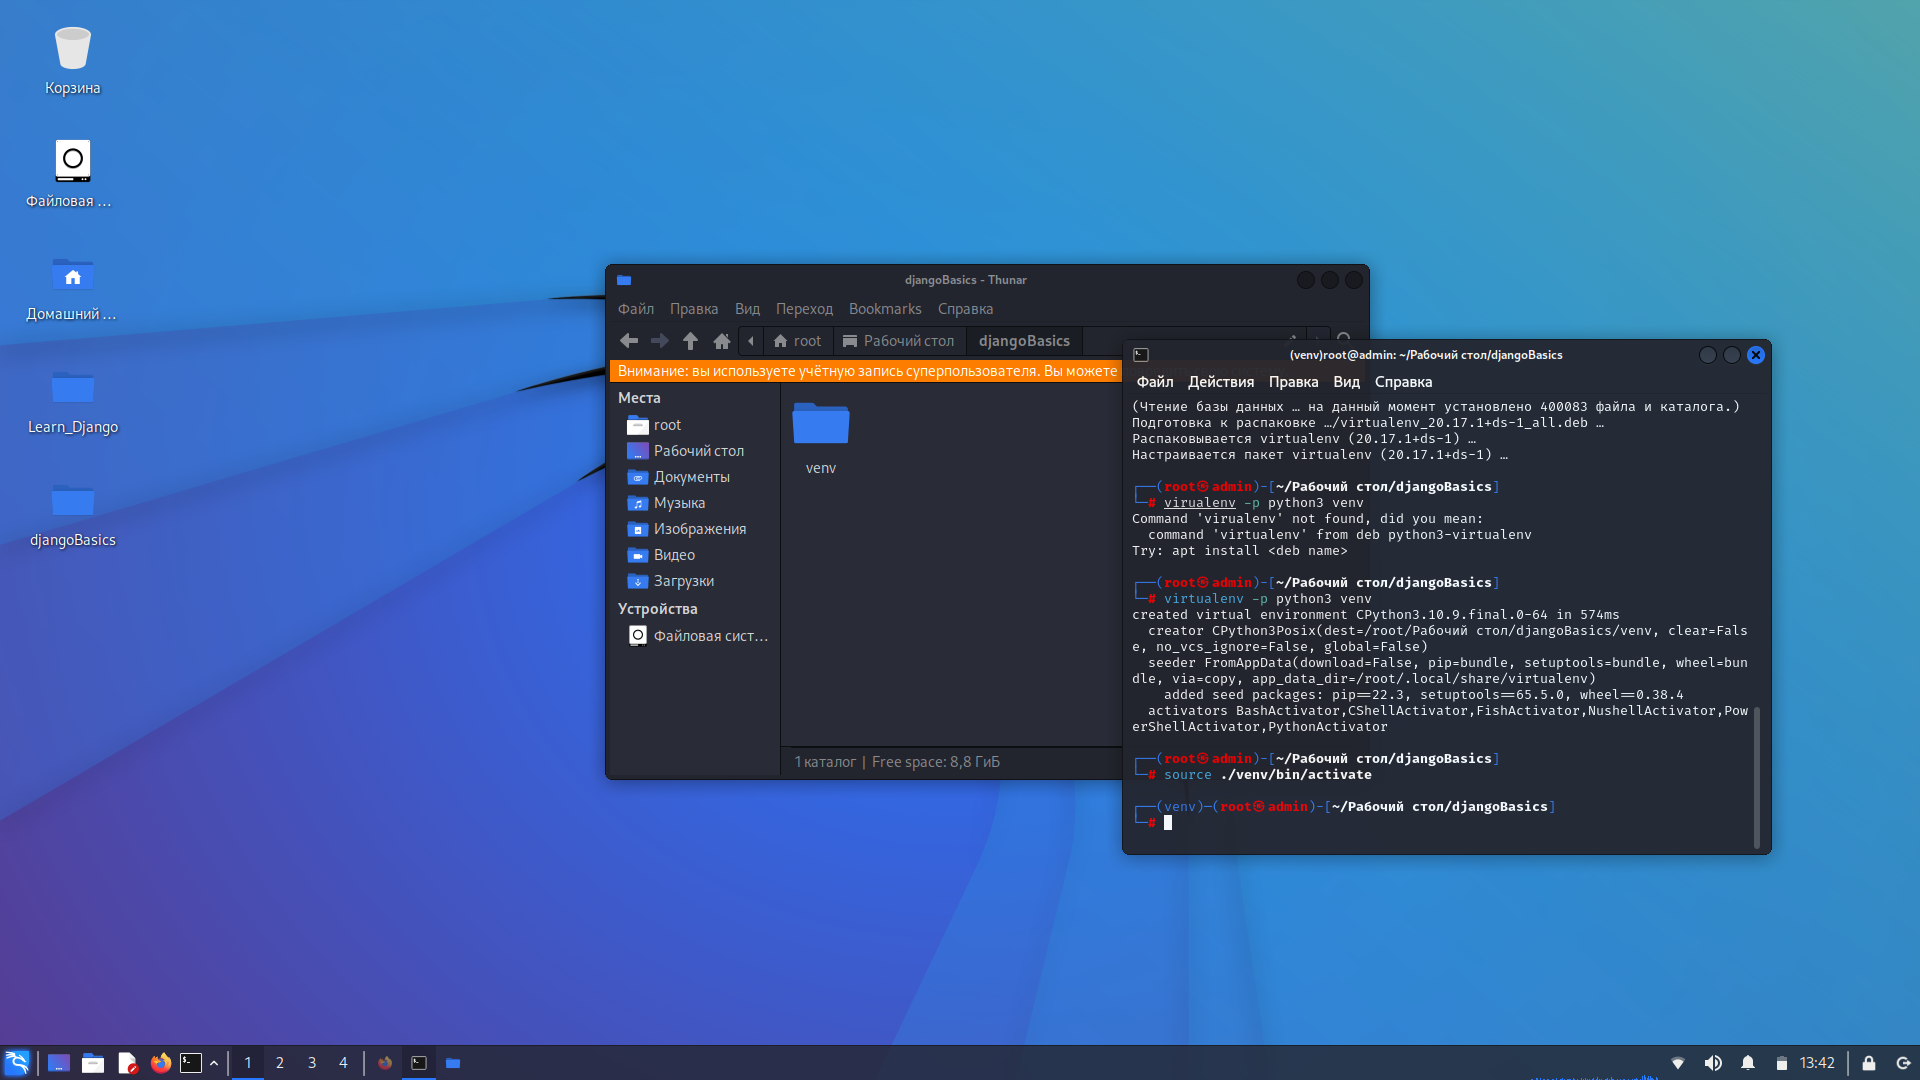 Корзина
Файловая …
Домашний …
Learn_Django
djangoBasics
djangoBasics - Thunar
Файл Правка Вид Переход Bookmarks Справка
root Рабочий стол djangoBasics
Внимание: вы используете учётную запись суперпользователя. Вы можете
Места
root
Рабочий стол
Документы
Музыка
Изображения
Видео
Загрузки
Устройства
Файловая сист…
venv
1 каталог | Free space: 8,8 ГиБ
(venv)root@admin: ~/Рабочий стол/djangoBasics
Файл Действия Правка Вид Справка
(Чтение базы данных … на данный момент установлено 400083 файла и каталога.)
Подготовка к распаковке …/virtualenv_20.17.1+ds-1_all.deb …
Распаковывается virtualenv (20.17.1+ds-1) …
Настраивается пакет virtualenv (20.17.1+ds-1) …
┌──(root㉿admin)-[~/Рабочий стол/djangoBasics]
└─# virualenv -p python3 venv
Command 'virualenv' not found, did you mean:
command 'virtualenv' from deb python3-virtualenv
Try: apt install <deb name>
┌──(root㉿admin)-[~/Рабочий стол/djangoBasics]
└─# virtualenv -p python3 venv
created virtual environment CPython3.10.9.final.0-64 in 574ms
creator CPython3Posix(dest=/root/Рабочий стол/djangoBasics/venv, clear=Fals
e, no_vcs_ignore=False, global=False)
seeder FromAppData(download=False, pip=bundle, setuptools=bundle, wheel=bun
dle, via=copy, app_data_dir=/root/.local/share/virtualenv)
added seed packages: pip==22.3, setuptools==65.5.0, wheel==0.38.4
activators BashActivator,CShellActivator,FishActivator,NushellActivator,Pow
erShellActivator,PythonActivator
┌──(root㉿admin)-[~/Рабочий стол/djangoBasics]
└─# source ./venv/bin/activate
┌──(venv)─(root㉿admin)-[~/Рабочий стол/djangoBasics]
└─#
1 2 3 4
13:42